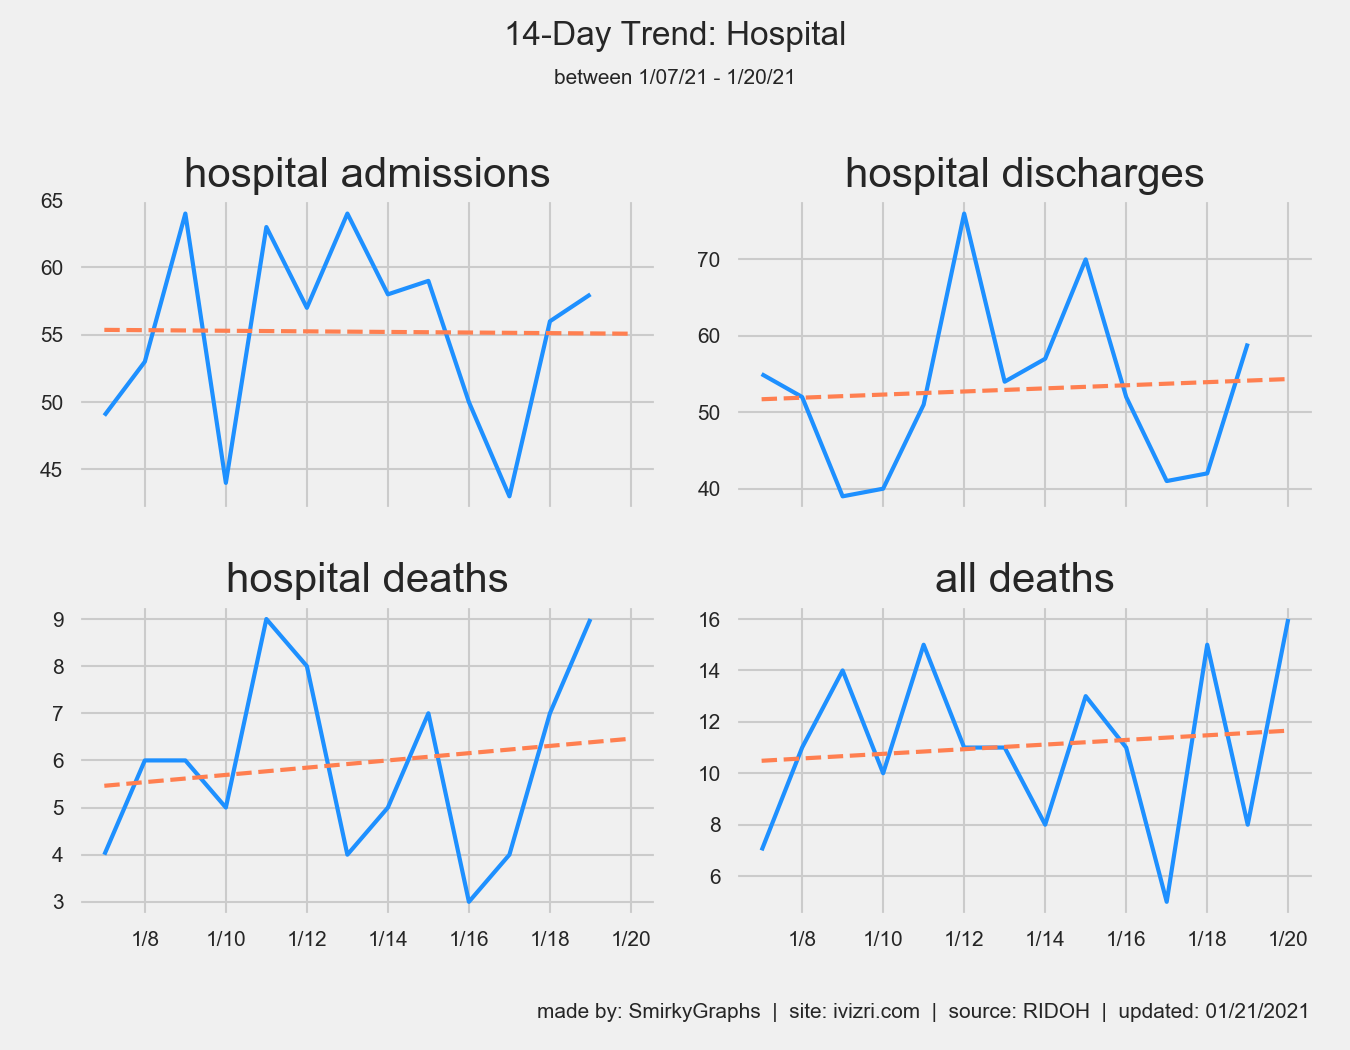 14-Day Trend: Hospital
between 1/07/21 - 1/20/21
hospital admissions
65
60
55
50
45
hospital discharges
70
60
50
40
hospital deaths
9
8
7
6
5
4
3
1/8 1/10 1/12 1/14 1/16 1/18 1/20
all deaths
16
14
12
10
8
6
1/8 1/10 1/12 1/14 1/16 1/18 1/20
made by: SmirkyGraphs | site: ivizri.com | source: RIDOH | updated: 01/21/2021